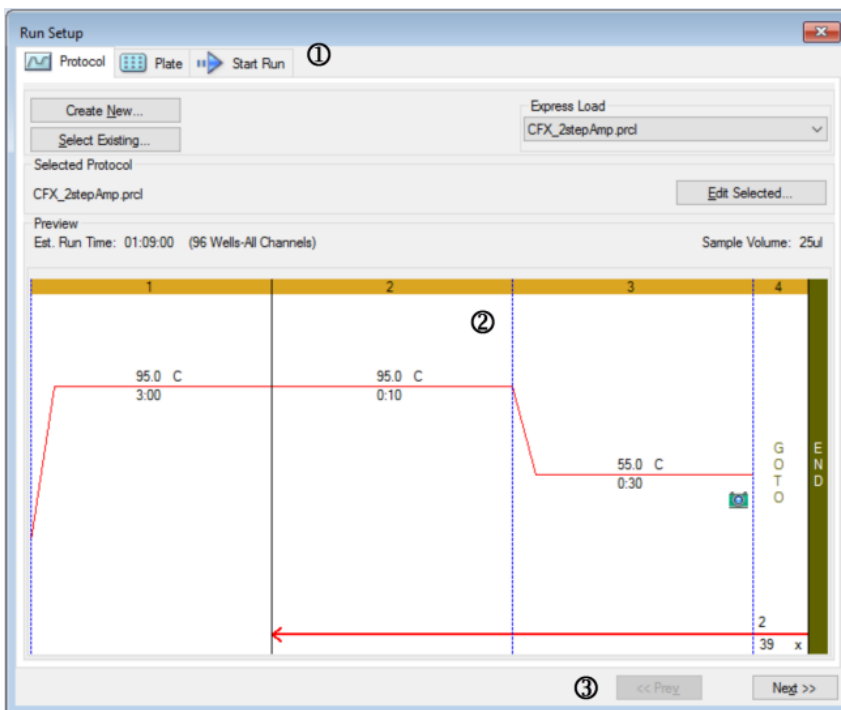 Run Setup
Protocol Plate Start Run ①
Create New...
Select Existing...
Express Load
CFX_2stepAmp.prcl
Selected Protocol
CFX_2stepAmp.prcl
Edit Selected...
Preview
Est. Run Time: 01:09:00 (96 Wells-All Channels) Sample Volume: 25ul
1 2 3 4
②
95.0 C 95.0 C
3:00 0:10
55.0 C
0:30
GOTO
END
2
39 x
③ << Prev Next >>